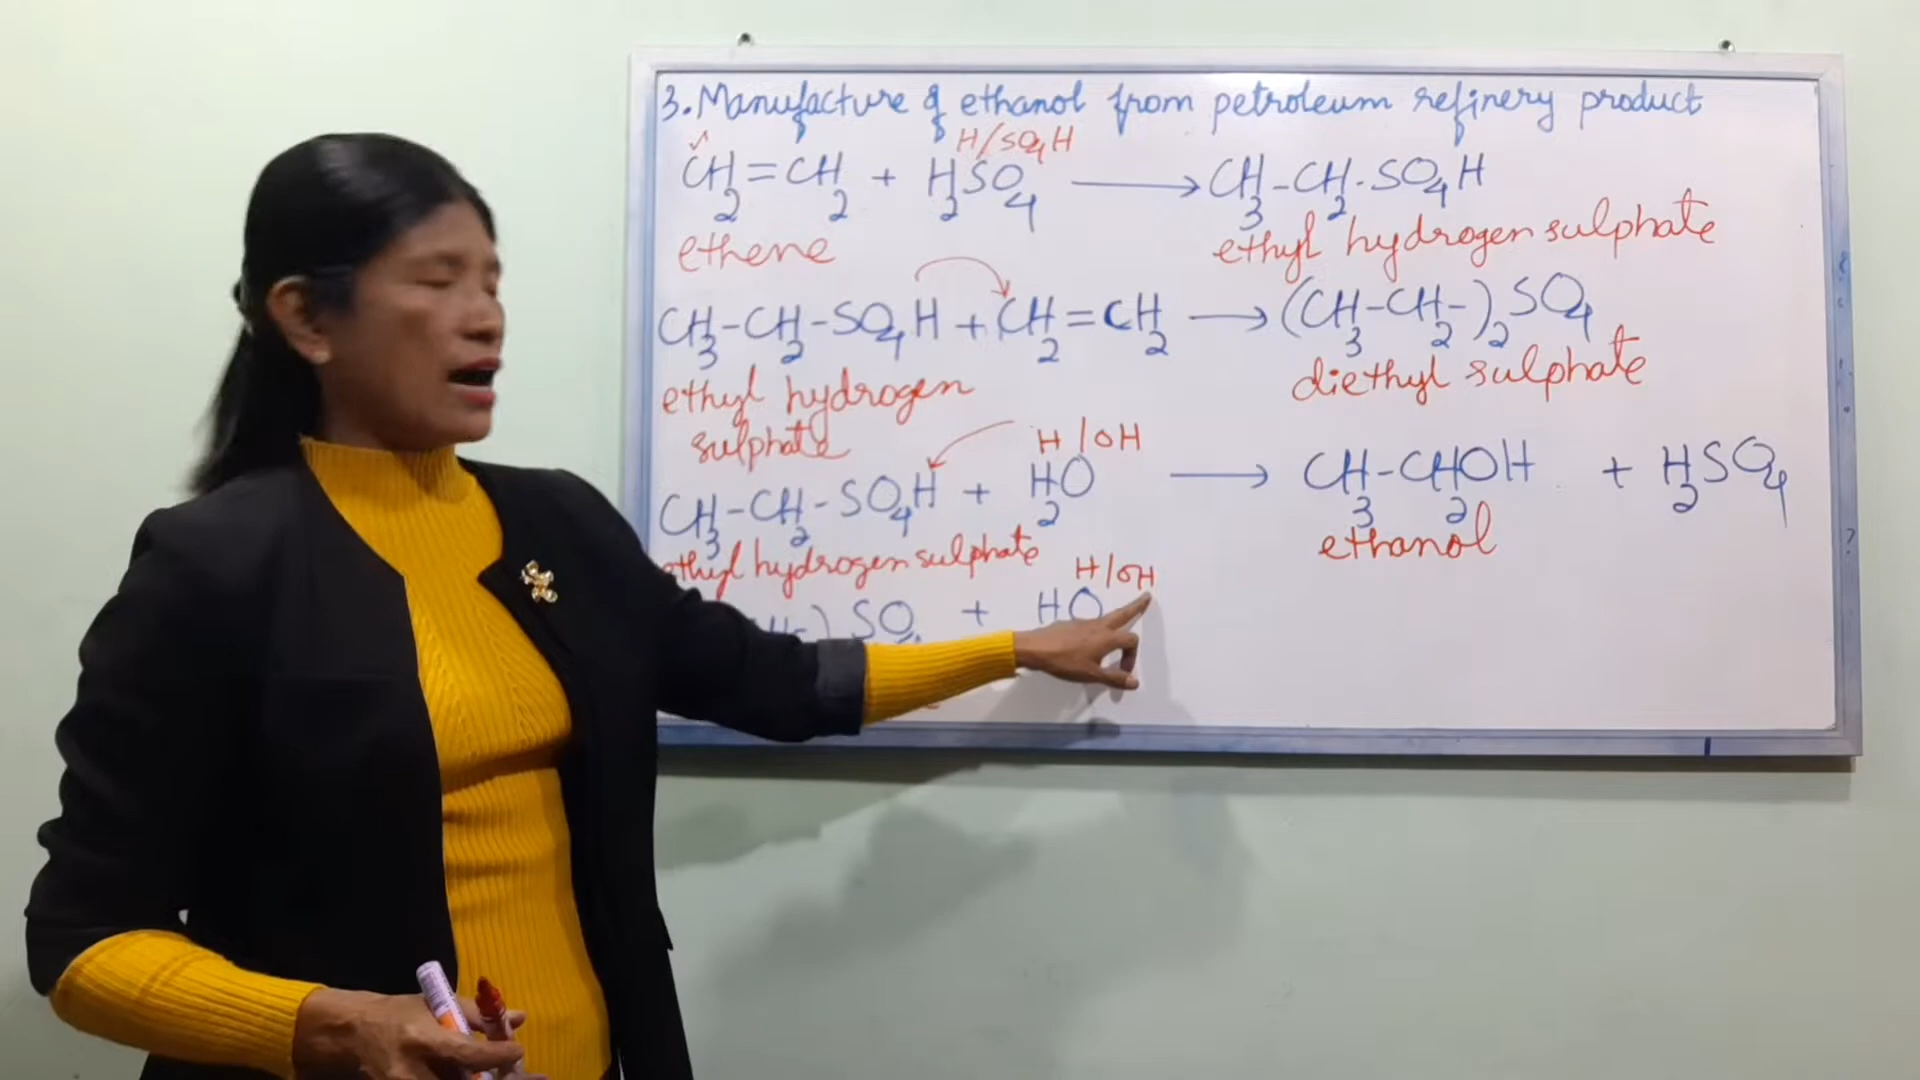 3. Manufacture of ethanol from petroleum refinery product
H/SO4H
CH2=CH2 + H2SO4 → CH3-CH2-SO4H
ethene ethyl hydrogen sulphate
CH3-CH2-SO4H + CH2=CH2 → (CH3-CH2-)2SO4
ethyl hydrogen diethyl sulphate
sulphate H/OH
CH3-CH2-SO4H + H2O → CH3-CH2OH + H2SO4
ethyl hydrogen sulphate ethanol
H/OH
SO4 + HO